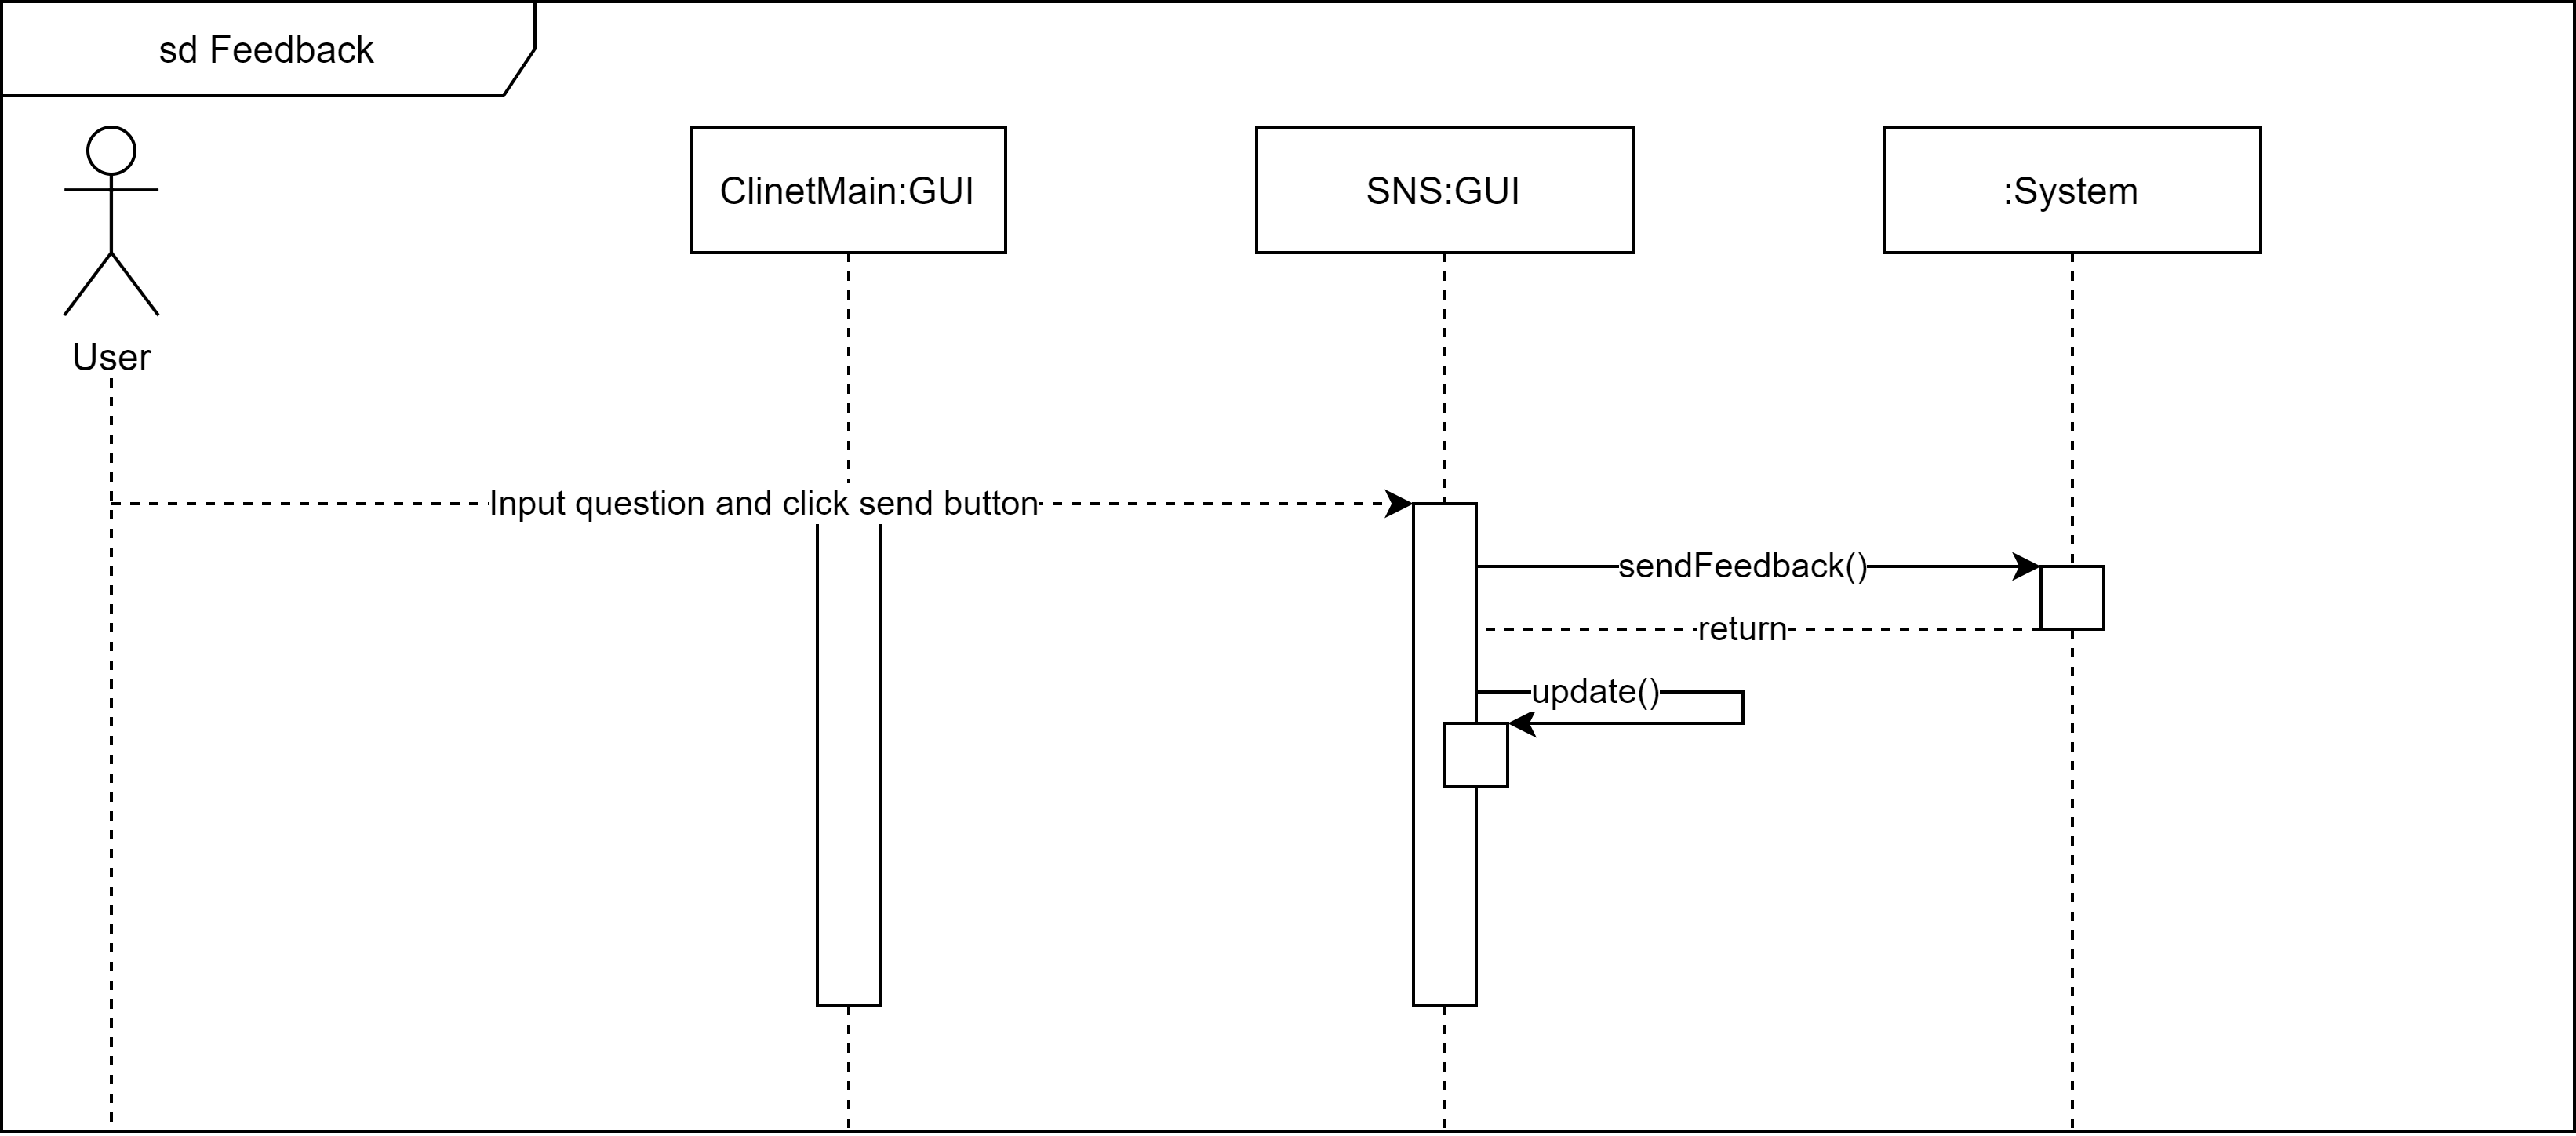 sd Feedback
User
ClinetMain:GUI
SNS:GUI
:System
Input question and click send button
sendFeedback()
return
update()